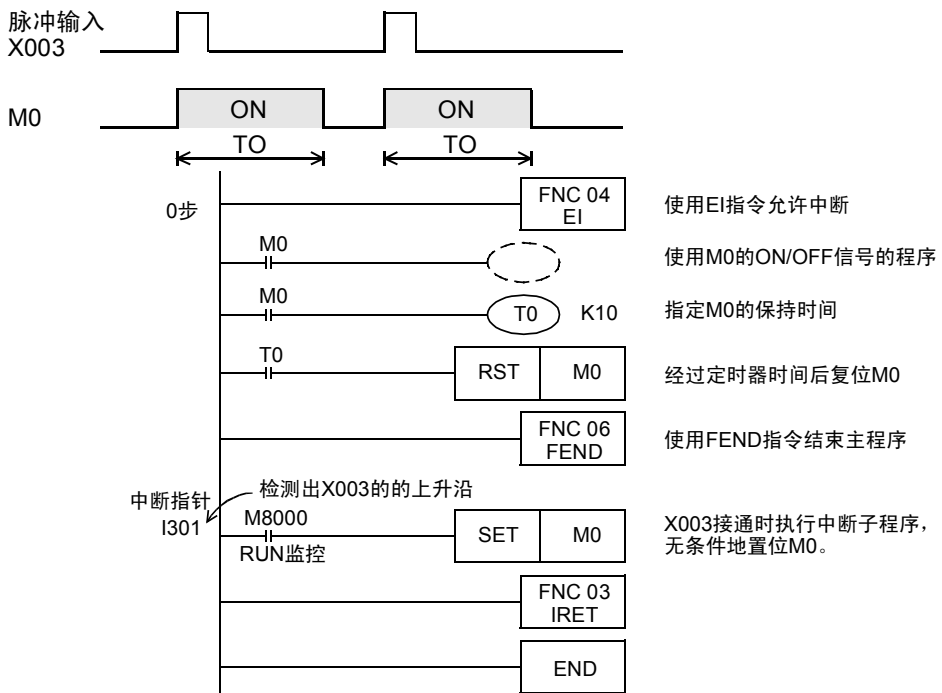 脉冲输入
X003
M0
ON
ON
TO
TO
0步
FNC 04
EI
使用EI指令允许中断
M0
使用M0的ON/OFF信号的程序
M0
T0
K10
指定M0的保持时间
T0
RST
M0
经过定时器时间后复位M0
FNC 06
FEND
使用FEND指令结束主程序
中断指针
I301
检测出X003的的上升沿
M8000
RUN监控
SET
M0
X003接通时执行中断子程序，
无条件地置位M0。
FNC 03
IRET
END